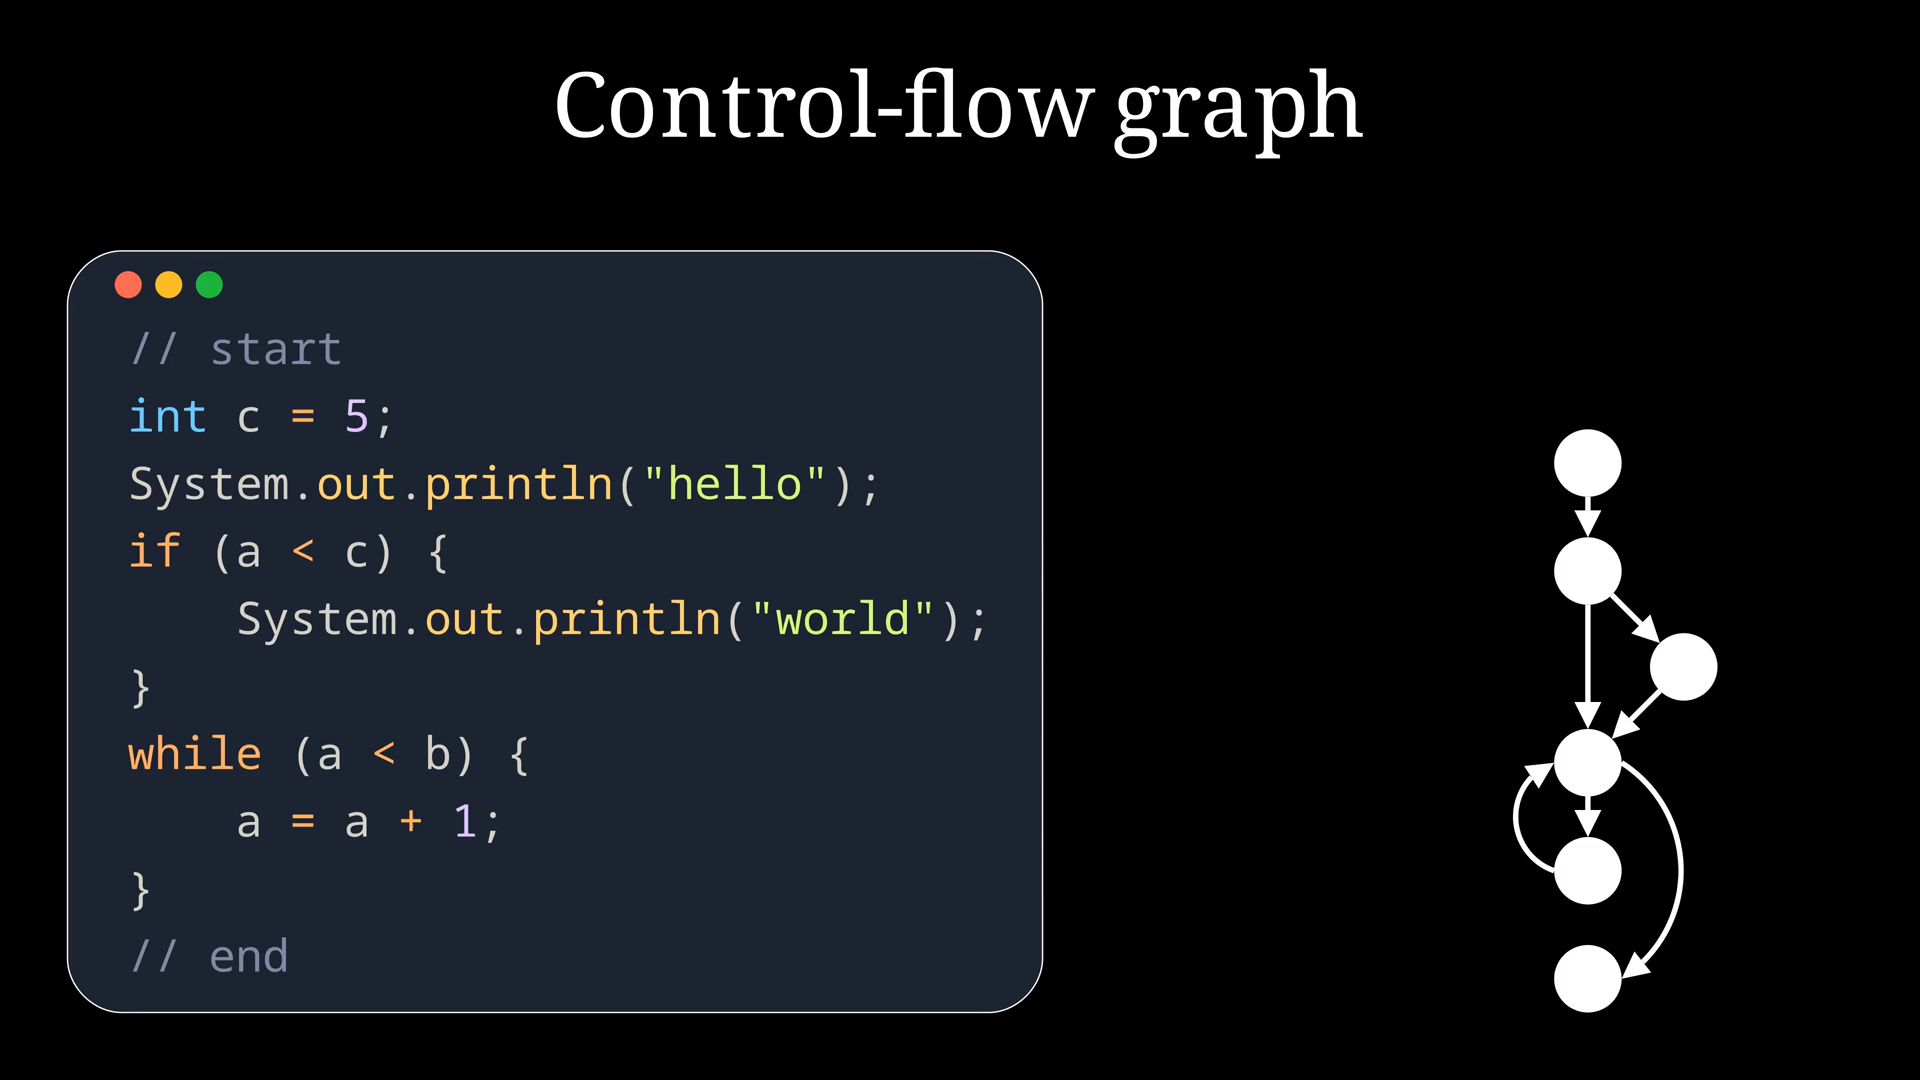 Control-flow graph
// start
int c = 5;
System.out.println("hello");
if (a < c) {
    System.out.println("world");
}
while (a < b) {
    a = a + 1;
}
// end